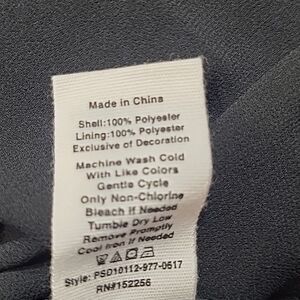 Made in China
Shell:100% Polyester
Lining:100% Polyester
Exclusive of Decoration
Machine Wash Cold
With Like Colors
Gentle Cycle
Only Non-Chlorine
Bleach If Needed
Tumble Dry Low
Remove Promptly
Cool Iron If Needed
Style: PSD10112-977-0617
RN#152256